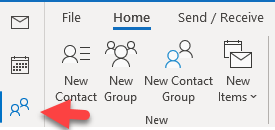 File Home Send / Receive
New Contact
New Group
New Contact Group
New Items
New